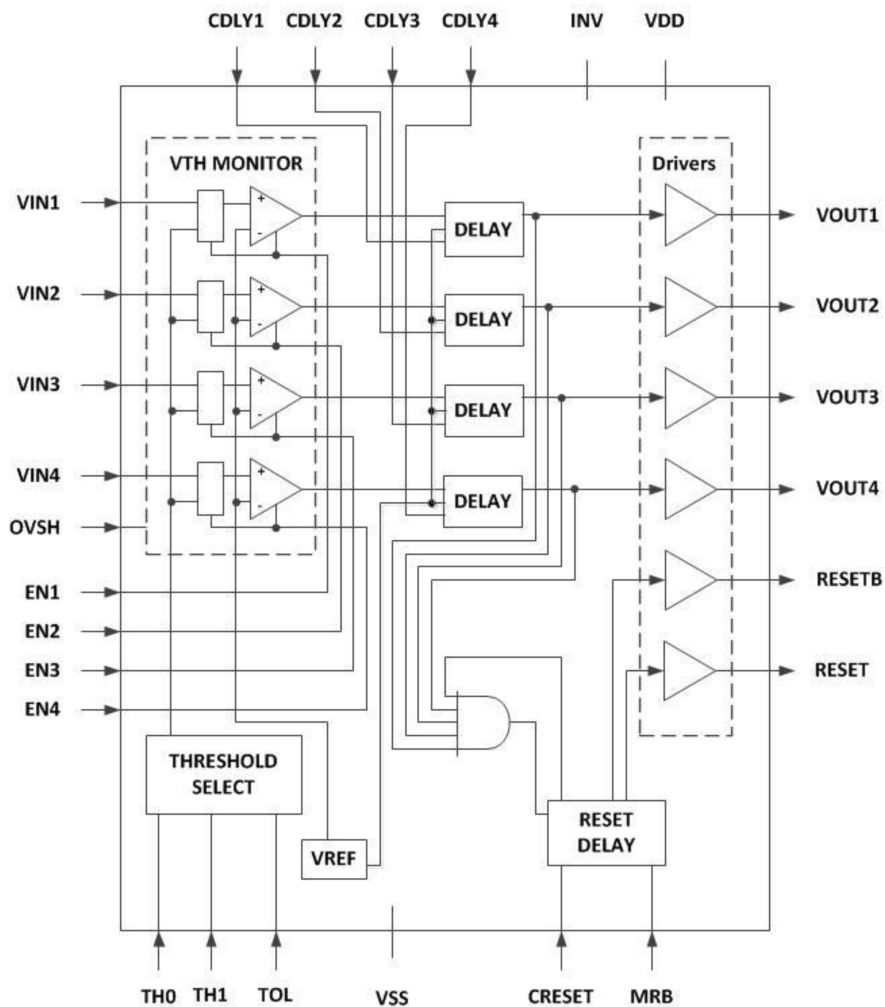 CDLY1 CDLY2 CDLY3 CDLY4 INV VDD
VTH MONITOR
Drivers
VIN1
+
-
DELAY
VOUT1
VIN2
+
-
DELAY
VOUT2
VIN3
+
-
DELAY
VOUT3
VIN4
+
-
DELAY
VOUT4
OVSH
EN1
RESETB
EN2
EN3
RESET
EN4
THRESHOLD
SELECT
VREF
RESET
DELAY
TH0 TH1 TOL VSS CRESET MRB